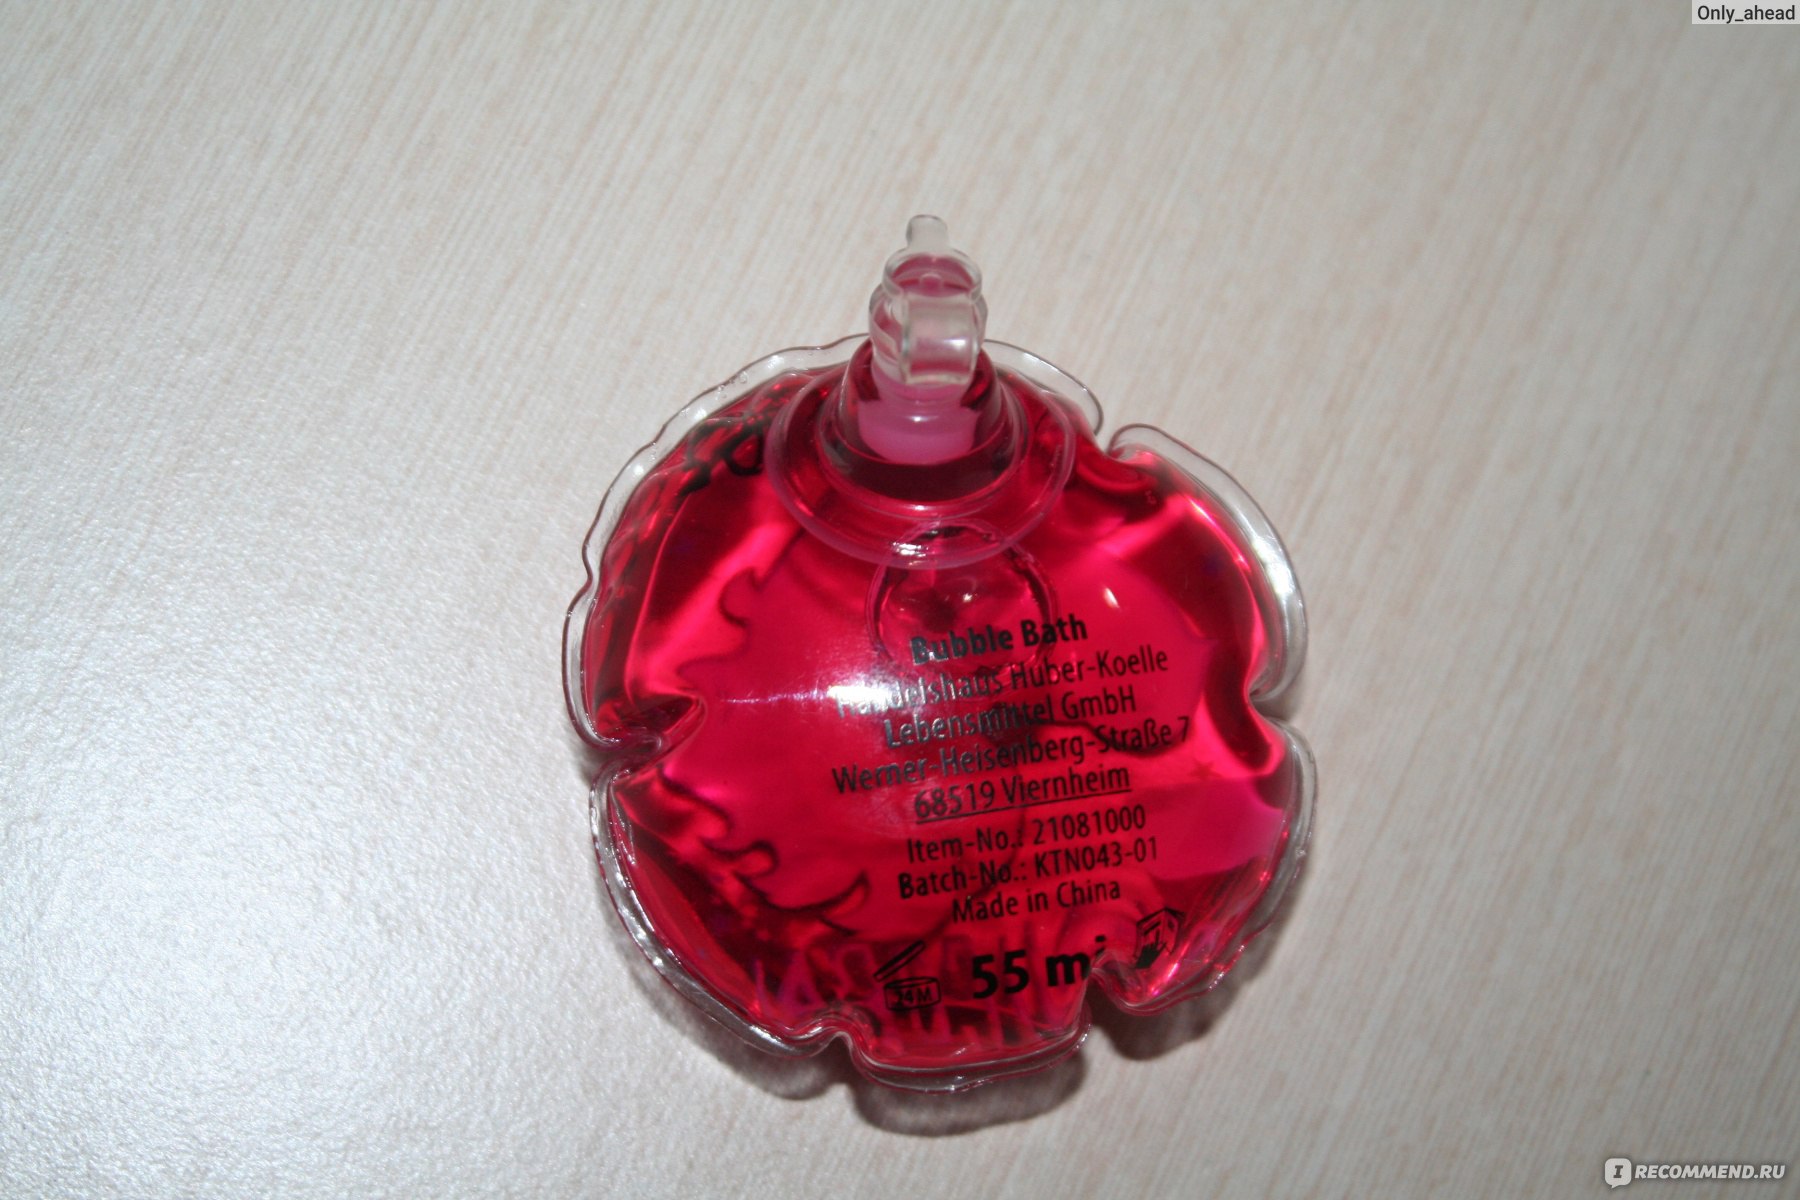 Only_ahead
Bubble Bath
Handelshaus Huber-Koelle
Lebensmittel GmbH
Werner-Heisenberg-Straße 7
68519 Viernheim
Item-No.: 21081000
Batch-No.: KTN043-01
Made in China
24M
55 ml
I RECOMMEND.RU